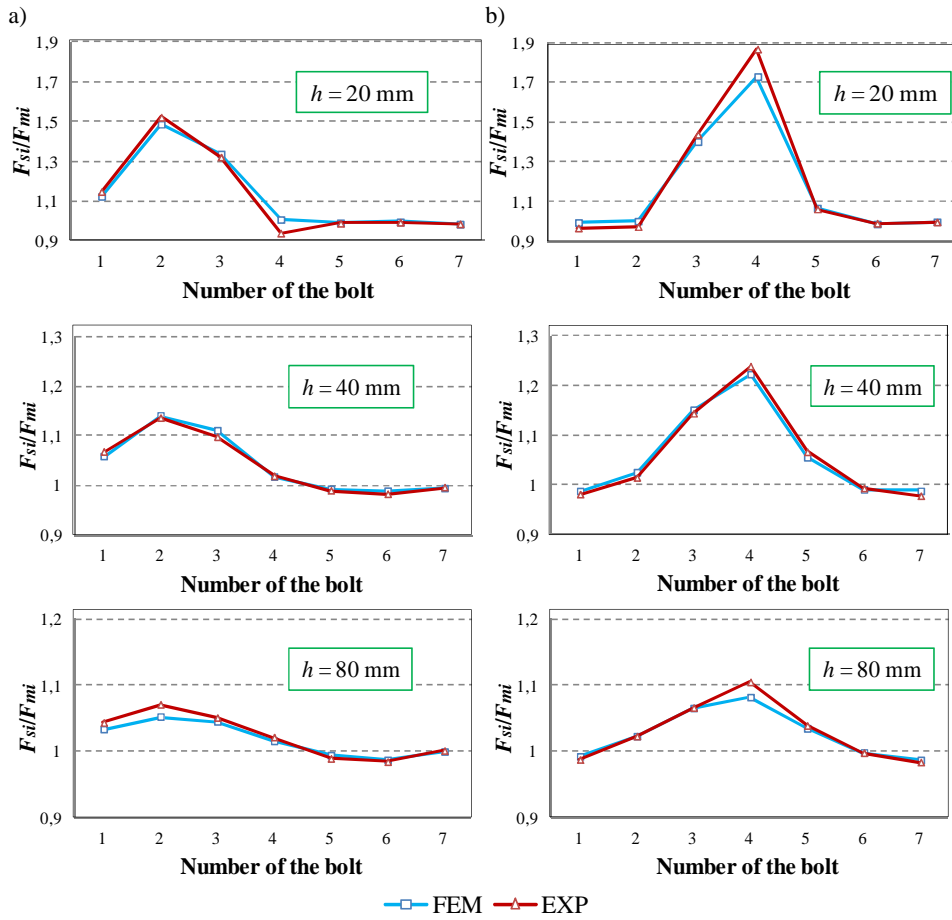 a)
Fsi/Fmi
1,9
1,7
1,5
1,3
1,1
0,9
h = 20 mm
1 2 3 4 5 6 7
Number of the bolt
b)
Fsi/Fmi
1,9
1,7
1,5
1,3
1,1
0,9
h = 20 mm
1 2 3 4 5 6 7
Number of the bolt
Fsi/Fmi
1,3
1,2
1,1
1
0,9
h = 40 mm
1 2 3 4 5 6 7
Number of the bolt
Fsi/Fmi
1,3
1,2
1,1
1
0,9
h = 40 mm
1 2 3 4 5 6 7
Number of the bolt
Fsi/Fmi
1,2
1,1
1
0,9
h = 80 mm
1 2 3 4 5 6 7
Number of the bolt
Fsi/Fmi
1,2
1,1
1
0,9
h = 80 mm
1 2 3 4 5 6 7
Number of the bolt
FEM EXP